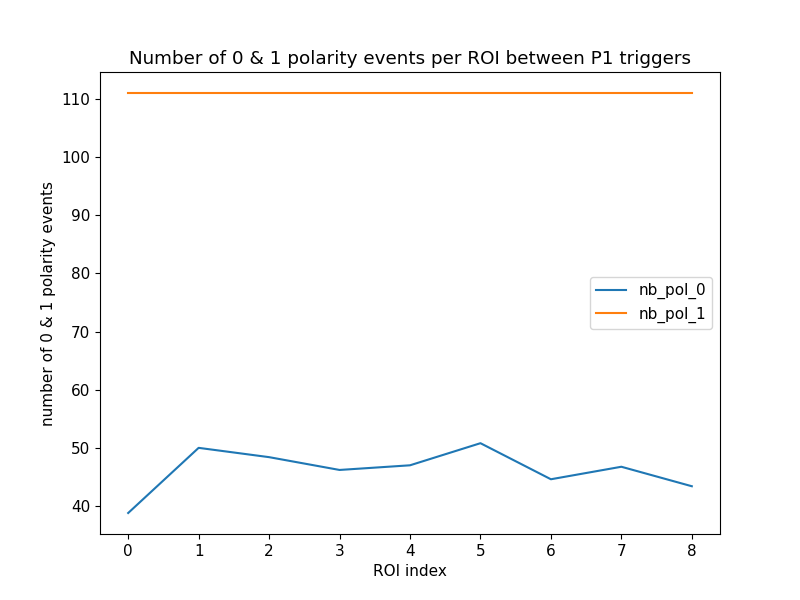 Number of 0 & 1 polarity events per ROI between P1 triggers
number of 0 & 1 polarity events
110
100
90
80
70
60
50
40
nb_pol_0
nb_pol_1
0 1 2 3 4 5 6 7 8
ROI index